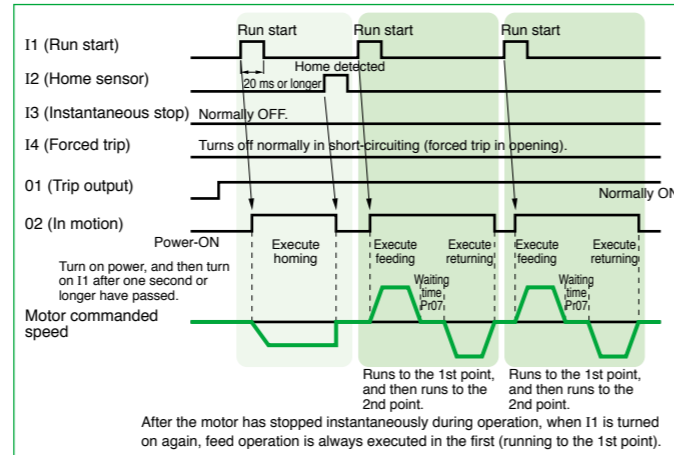 Run start Run start Run start
I1 (Run start)
Home detected
I2 (Home sensor)
20 ms or longer
I3 (Instantaneous stop) Normally OFF.
I4 (Forced trip) Turns off normally in short-circuiting (forced trip in opening).
01 (Trip output)
Normally ON
02 (In motion)
Power-ON
Execute homing
Execute feeding
Execute returning
Execute feeding
Execute returning
Turn on power, and then turn
on I1 after one second or
longer have passed.
Waiting
time
Pr07
Waiting
time
Pr07
Motor commanded
speed
Runs to the 1st point,
and then runs to the
2nd point.
Runs to the 1st point,
and then runs to the
2nd point.
After the motor has stopped instantaneously during operation, when I1 is turned
on again, feed operation is always executed in the first (running to the 1st point).